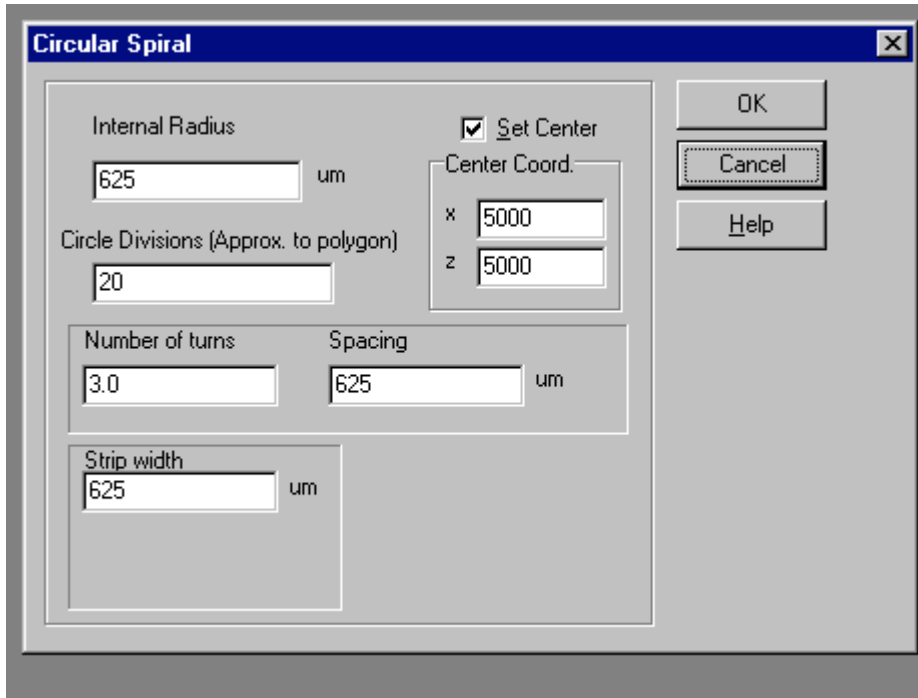 Circular Spiral
Internal Radius
625 um
Set Center
Center Coord.
x 5000
z 5000
Circle Divisions (Approx. to polygon)
20
Number of turns
3.0
Spacing
625 um
Strip width
625 um
OK
Cancel
Help